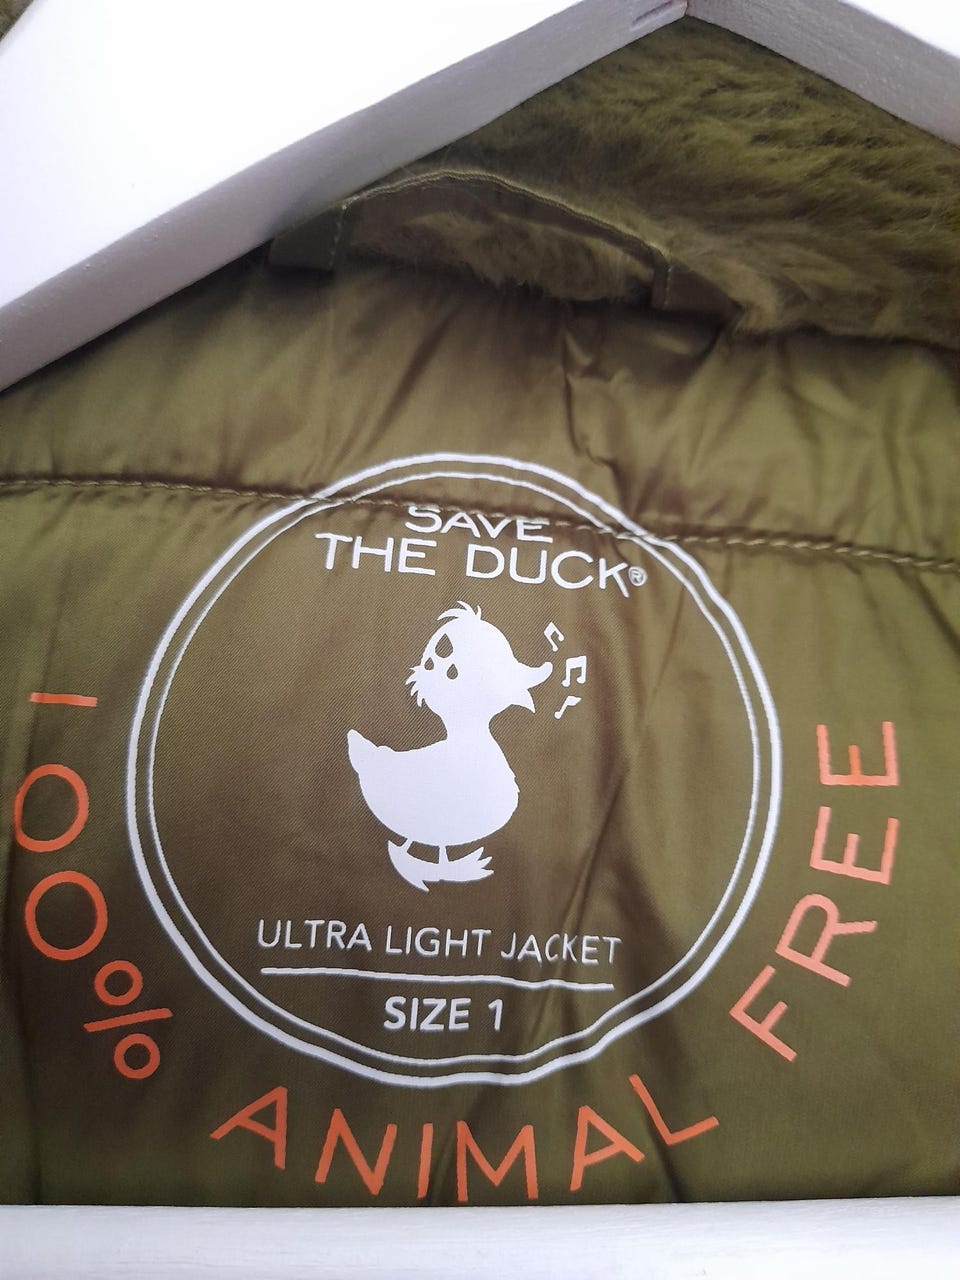 SAVE
THE DUCK®
ULTRA LIGHT JACKET
SIZE 1
100% ANIMAL FREE